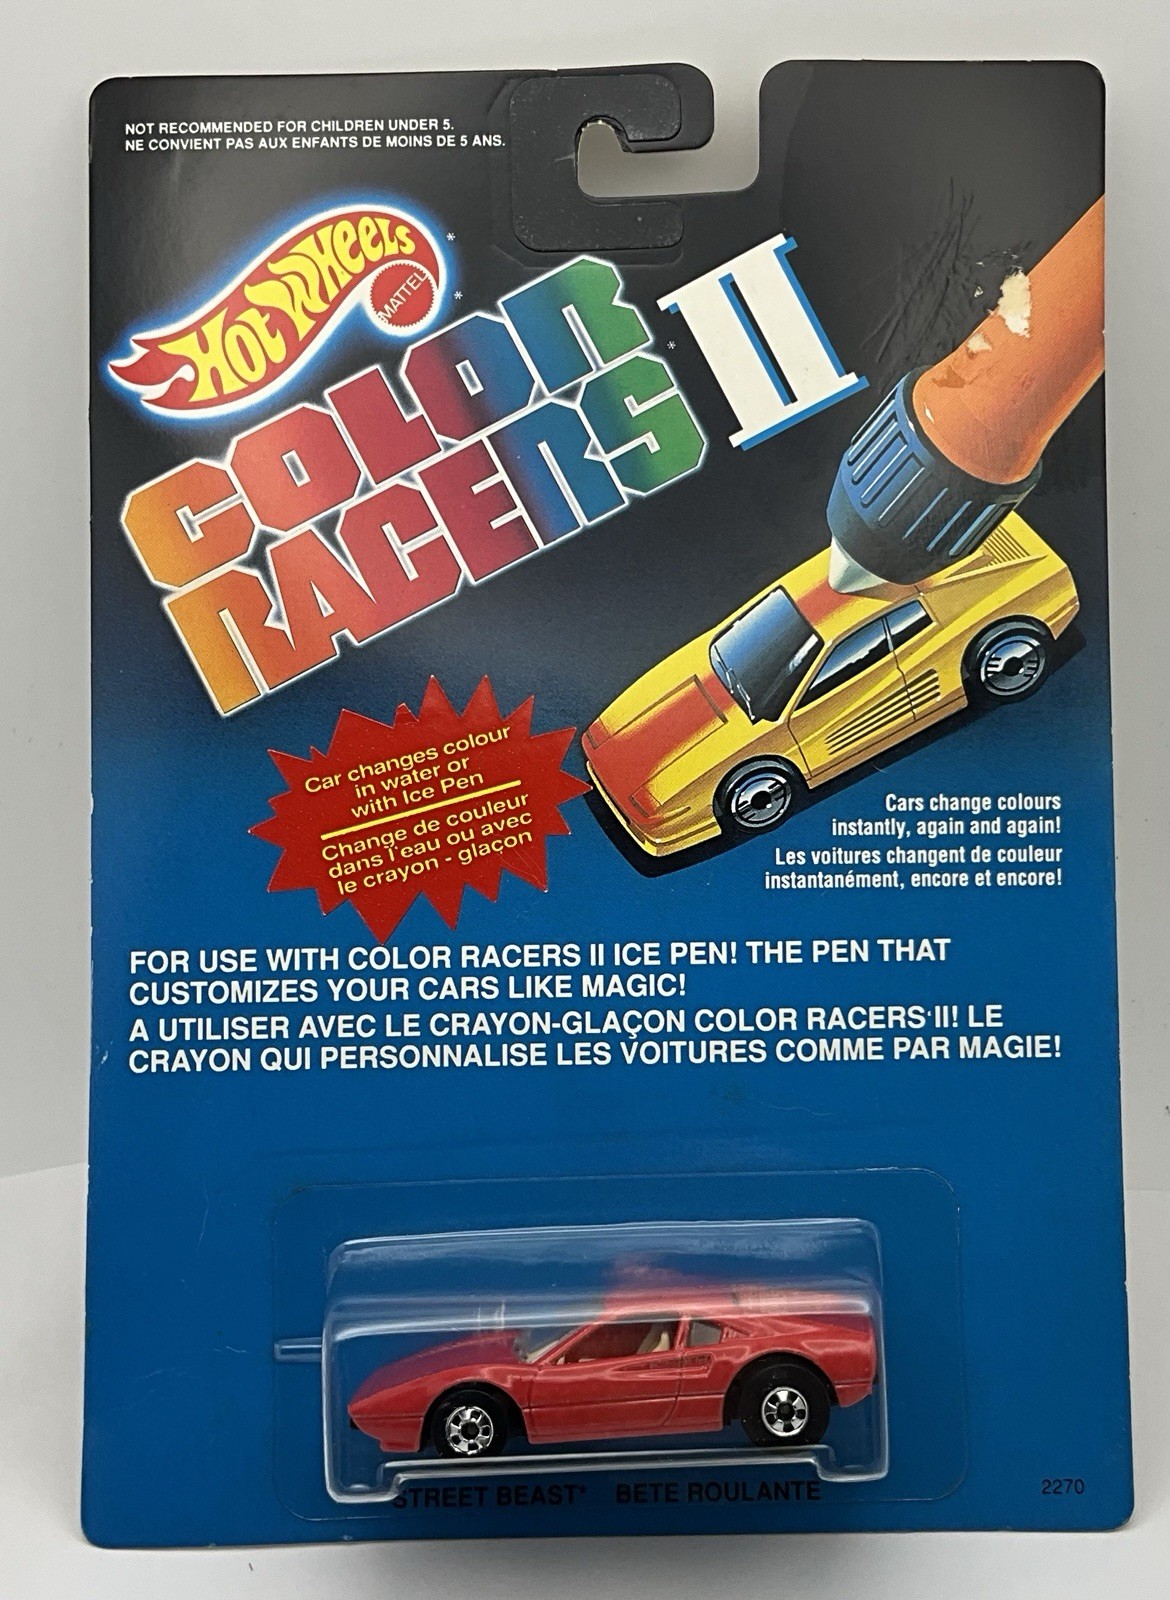 NOT RECOMMENDED FOR CHILDREN UNDER 5.
NE CONVIENT PAS AUX ENFANTS DE MOINS DE 5 ANS.
HOT WHEELS*
MATTEL*
COLOR
RACERS* II
Car changes colour
in water or
with Ice Pen
Change de couleur
dans l'eau ou avec
le crayon - glaçon
Cars change colours
instantly, again and again!
Les voitures changent de couleur
instantanément, encore et encore!
FOR USE WITH COLOR RACERS II ICE PEN! THE PEN THAT
CUSTOMIZES YOUR CARS LIKE MAGIC!
A UTILISER AVEC LE CRAYON-GLAÇON COLOR RACERS*II! LE
CRAYON QUI PERSONNALISE LES VOITURES COMME PAR MAGIE!
STREET BEAST* BETE ROULANTE
2270